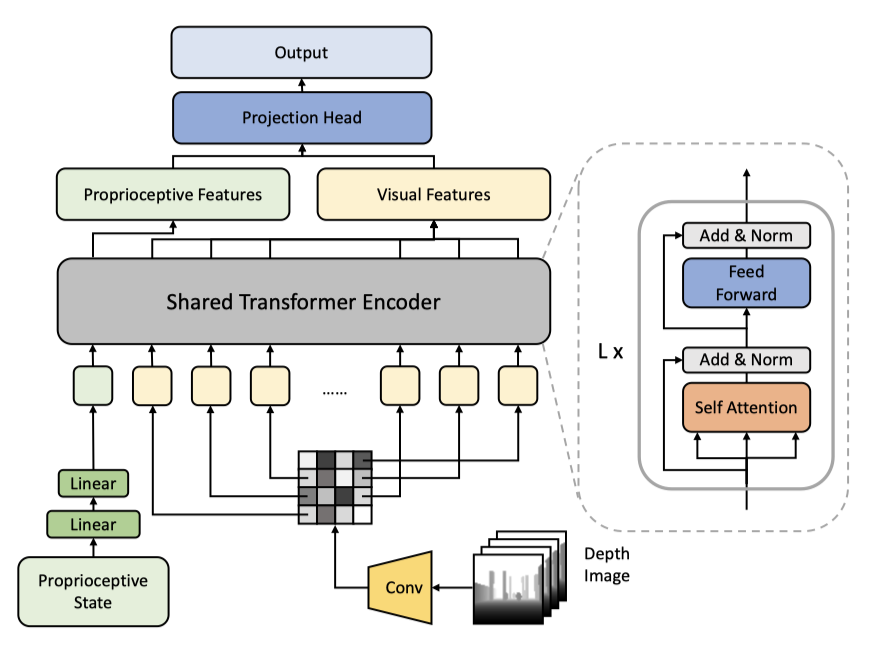 Output
Projection Head
Proprioceptive Features
Visual Features
Shared Transformer Encoder
......
Linear
Linear
Proprioceptive
State
Conv
Depth
Image
L x
Add & Norm
Feed
Forward
Add & Norm
Self Attention